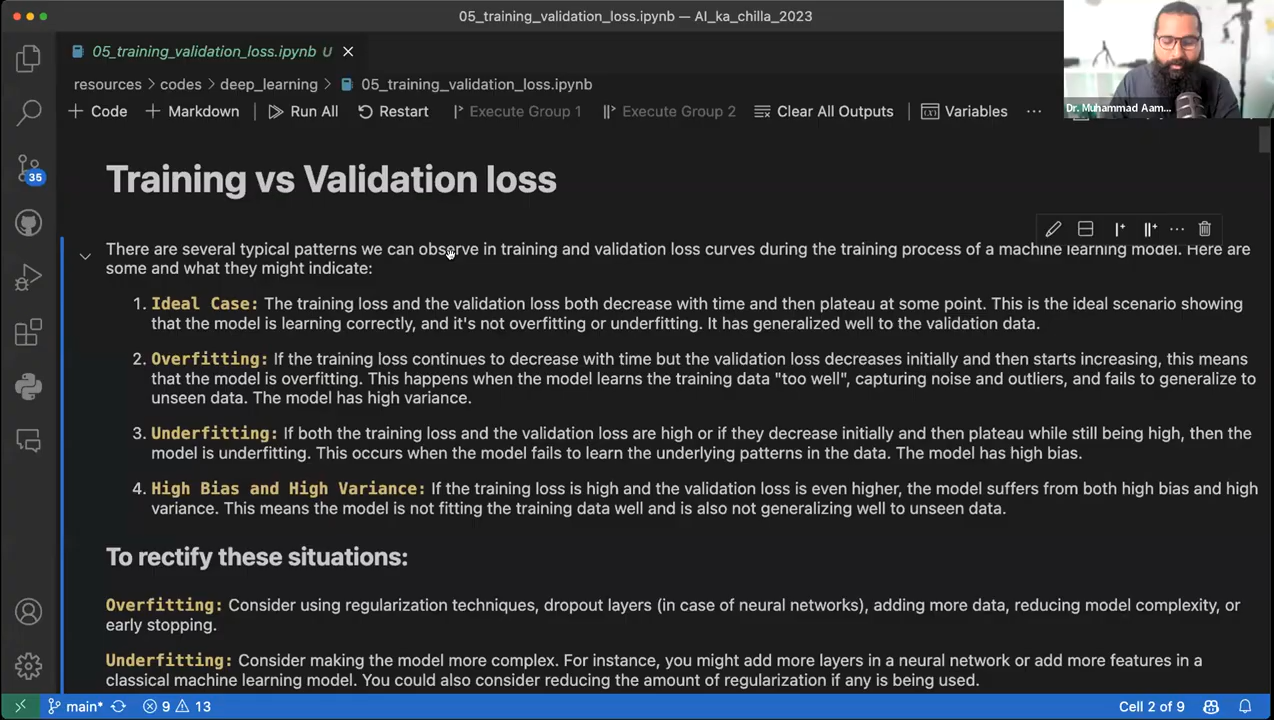 05_training_validation_loss.ipynb — AI_ka_chilla_2023
05_training_validation_loss.ipynb U
resources > codes > deep_learning > 05_training_validation_loss.ipynb
+ Code + Markdown Run All Restart Execute Group 1 Execute Group 2 Clear All Outputs Variables ...
Dr. Muhammad Aam...
35
Training vs Validation loss
There are several typical patterns we can observe in training and validation loss curves during the training process of a machine learning model. Here are
some and what they might indicate:
1. Ideal Case: The training loss and the validation loss both decrease with time and then plateau at some point. This is the ideal scenario showing
that the model is learning correctly, and it's not overfitting or underfitting. It has generalized well to the validation data.
2. Overfitting: If the training loss continues to decrease with time but the validation loss decreases initially and then starts increasing, this means
that the model is overfitting. This happens when the model learns the training data "too well", capturing noise and outliers, and fails to generalize to
unseen data. The model has high variance.
3. Underfitting: If both the training loss and the validation loss are high or if they decrease initially and then plateau while still being high, then the
model is underfitting. This occurs when the model fails to learn the underlying patterns in the data. The model has high bias.
4. High Bias and High Variance: If the training loss is high and the validation loss is even higher, the model suffers from both high bias and high
variance. This means the model is not fitting the training data well and is also not generalizing well to unseen data.
To rectify these situations:
Overfitting: Consider using regularization techniques, dropout layers (in case of neural networks), adding more data, reducing model complexity, or
early stopping.
Underfitting: Consider making the model more complex. For instance, you might add more layers in a neural network or add more features in a
classical machine learning model. You could also consider reducing the amount of regularization if any is being used.
main* 9 13 Cell 2 of 9